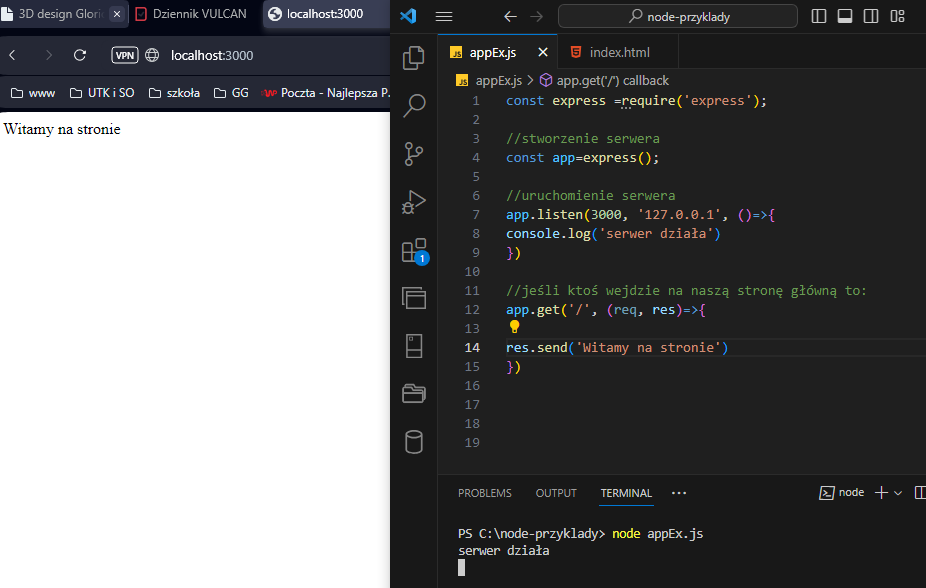 3D design Glori
Dziennik VULCAN
localhost:3000
VPN
localhost:3000
www
UTK i SO
szkoła
GG
Poczta - Najlepsza P.
Witamy na stronie
node-przyklady
appEx.js
index.html
appEx.js > app.get('/') callback
1 const express =require('express');
2
3 //stworzenie serwera
4 const app=express();
5
6 //uruchomienie serwera
7 app.listen(3000, '127.0.0.1', ()=>{
8 console.log('serwer działa')
9 })
10
11 //jeśli ktoś wejdzie na naszą stronę główną to:
12 app.get('/', (req, res)=>{
13
14 res.send('Witamy na stronie')
15 })
16
17
18
19
1
PROBLEMS OUTPUT TERMINAL ···
node
PS C:\node-przyklady> node appEx.js
serwer działa